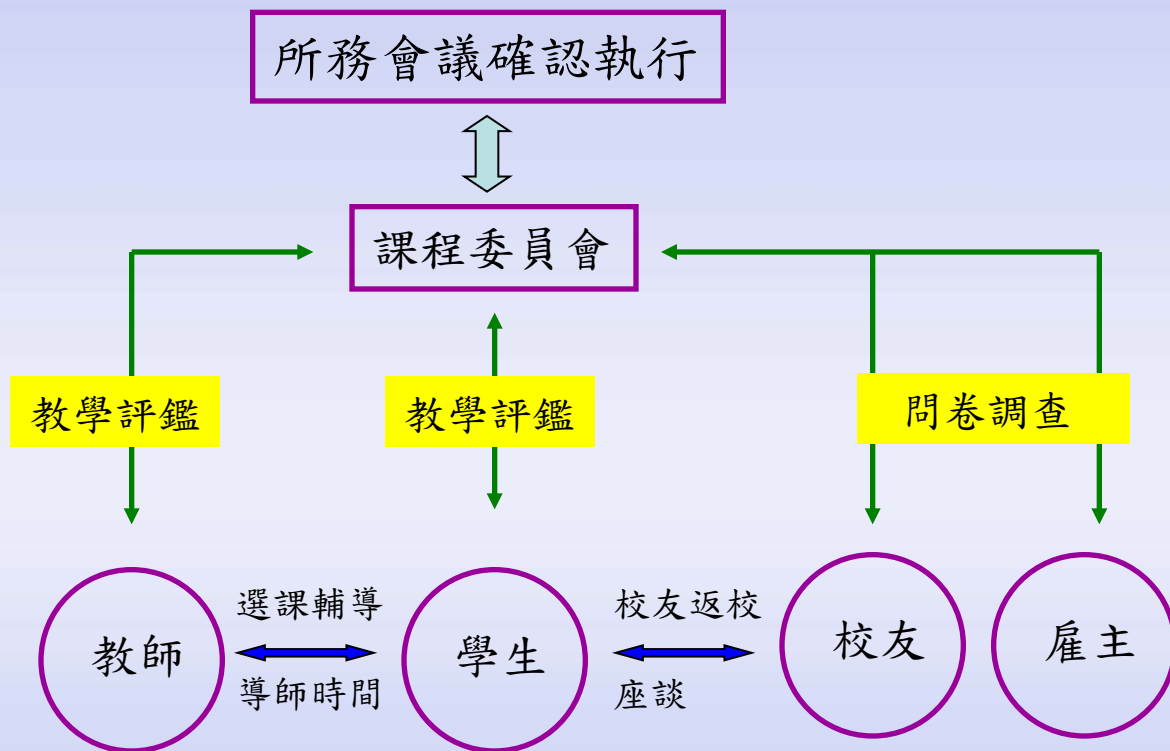 所務會議確認執行
課程委員會
教學評鑑
教學評鑑
問卷調查
選課輔導
校友返校
教師
學生
校友
雇主
導師時間
座談